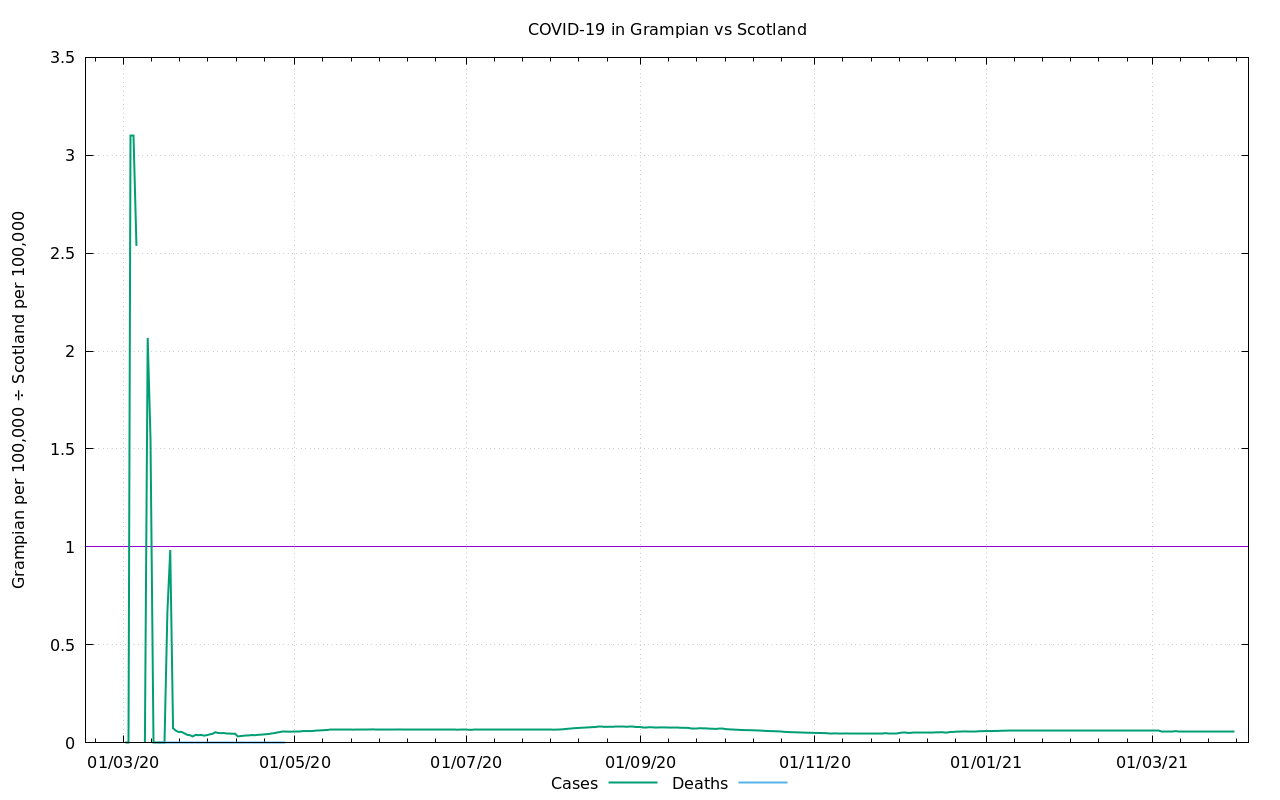 COVID-19 in Grampian vs Scotland
Grampian per 100,000 ÷ Scotland per 100,000
3.5
3
2.5
2
1.5
1
0.5
0
01/03/20 01/05/20 01/07/20 01/09/20 01/11/20 01/01/21 01/03/21
Cases Deaths